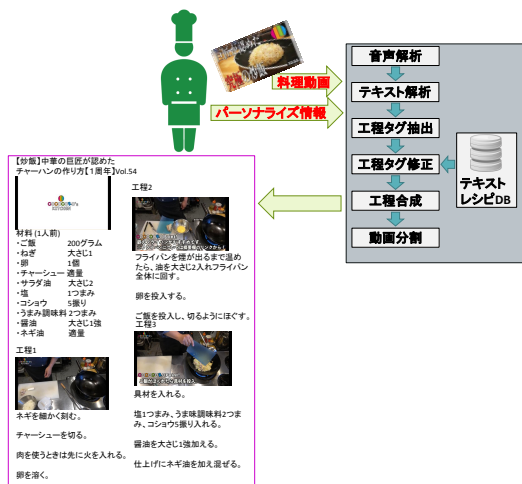 料理動画
パーソナライズ情報
音声解析
テキスト解析
工程タグ抽出
工程タグ修正
工程合成
動画分割
テキスト
レシピDB
【炒飯】中華の巨匠が認めた
チャーハンの作り方【1周年】Vol.54
材料 (1人前)
・ご飯 200グラム
・ねぎ 大さじ1
・卵 1個
・チャーシュー 適量
・サラダ油 大さじ2
・塩 1つまみ
・コショウ 5振り
・うまみ調味料 2つまみ
・醤油 大さじ1強
・ネギ油 適量
工程1
ネギを細かく刻む。
チャーシューを切る。
肉を使うときは先に火を入れる。
卵を溶く。
工程2
フライパンを煙が出るまで温め
たら、油を大さじ2入れフライパン
全体に回す。
卵を投入する。
ご飯を投入し、切るようにほぐす。
工程3
具材を入れる。
塩1つまみ、うま味調味料2つま
み、コショウ5振り入れる。
醤油を大さじ1強加える。
仕上げにネギ油を加え混ぜる。